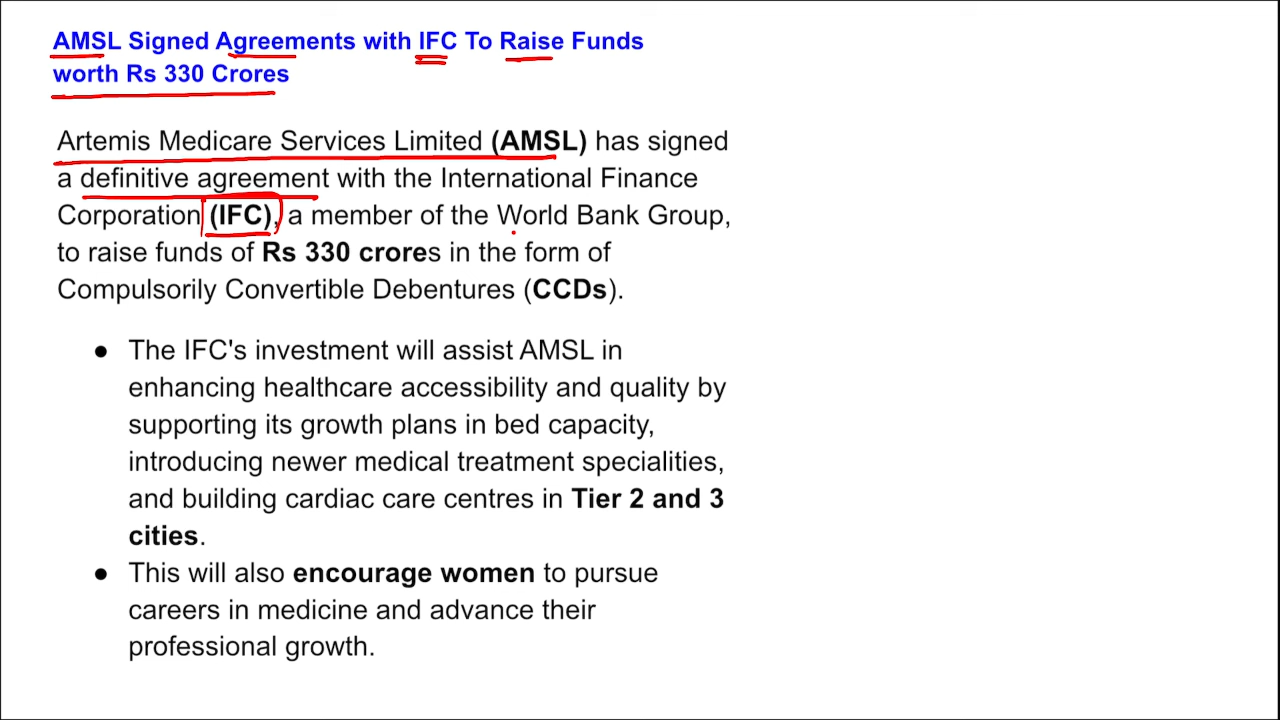 AMSL Signed Agreements with IFC To Raise Funds
worth Rs 330 Crores
Artemis Medicare Services Limited (AMSL) has signed
a definitive agreement with the International Finance
Corporation (IFC), a member of the World Bank Group,
to raise funds of Rs 330 crores in the form of
Compulsorily Convertible Debentures (CCDs).
● The IFC's investment will assist AMSL in
enhancing healthcare accessibility and quality by
supporting its growth plans in bed capacity,
introducing newer medical treatment specialities,
and building cardiac care centres in Tier 2 and 3
cities.
● This will also encourage women to pursue
careers in medicine and advance their
professional growth.